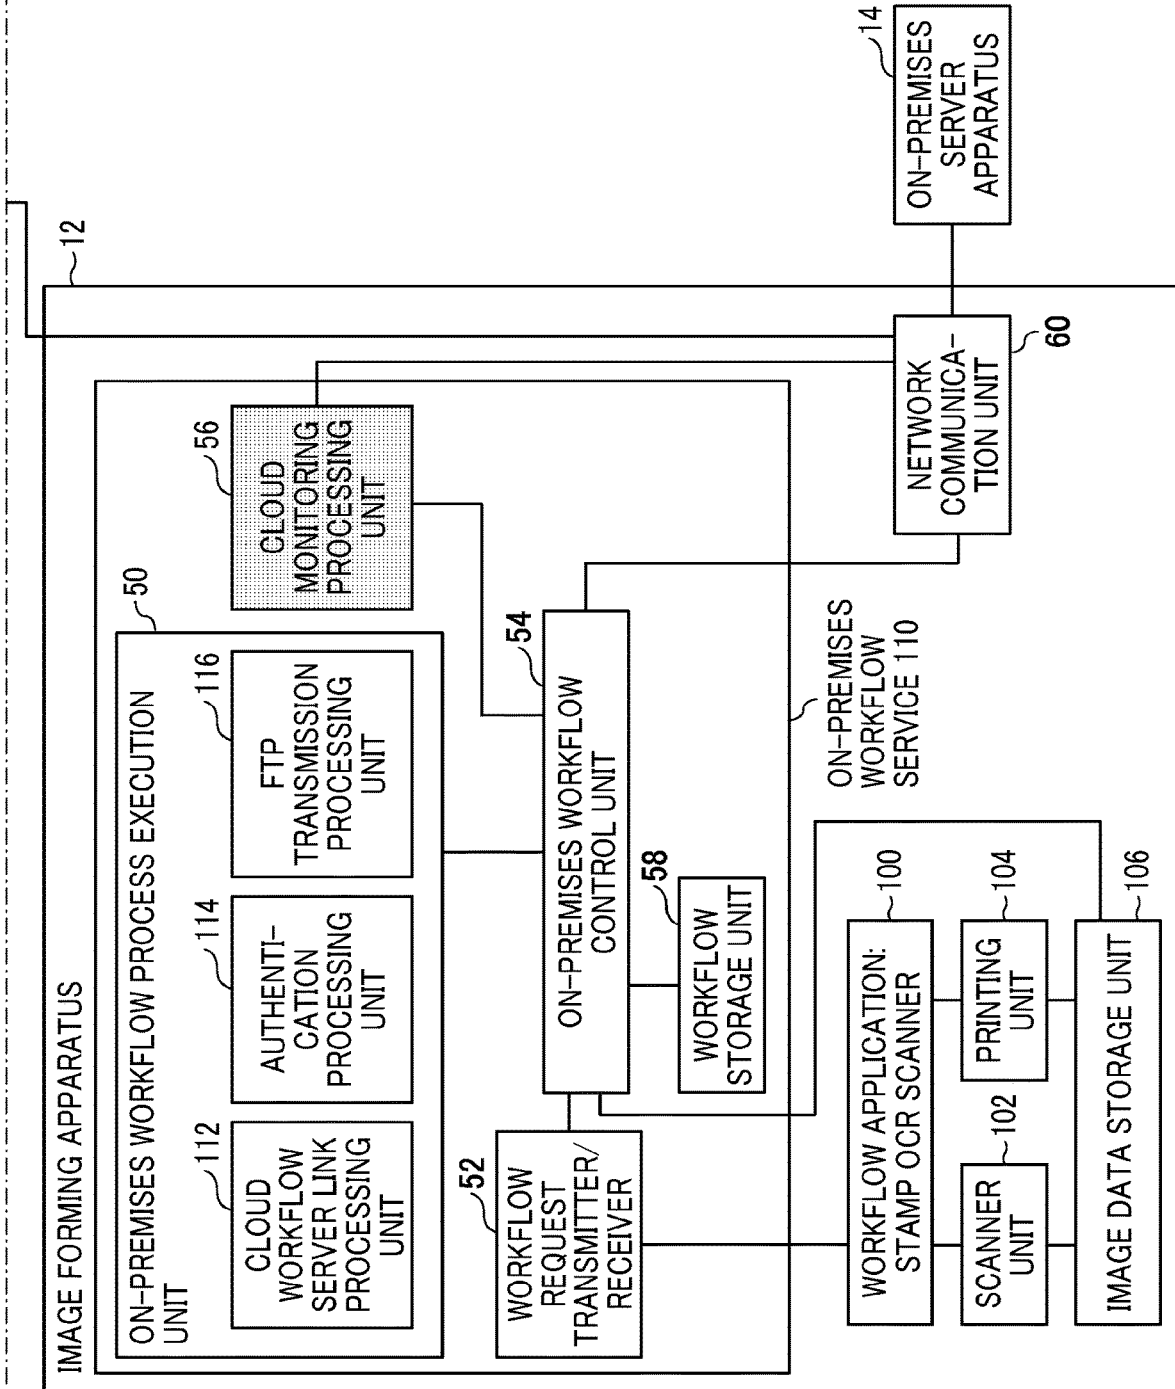 IMAGE FORMING APPARATUS
12
ON-PREMISES WORKFLOW PROCESS EXECUTION
UNIT
50
112
CLOUD
WORKFLOW
SERVER LINK
PROCESSING
UNIT
114
AUTHENTI-
CATION
PROCESSING
UNIT
116
FTP
TRANSMISSION
PROCESSING
UNIT
56
CLOUD
MONITORING
PROCESSING
UNIT
52
WORKFLOW
REQUEST
TRANSMITTER/
RECEIVER
54
ON-PREMISES WORKFLOW
CONTROL UNIT
58
WORKFLOW
STORAGE UNIT
ON-PREMISES
WORKFLOW
SERVICE 110
WORKFLOW APPLICATION:
STAMP OCR SCANNER
100
SCANNER
UNIT
102
PRINTING
UNIT
104
IMAGE DATA STORAGE UNIT
106
NETWORK
COMMUNICA-
TION UNIT
60
14
ON-PREMISES
SERVER
APPARATUS